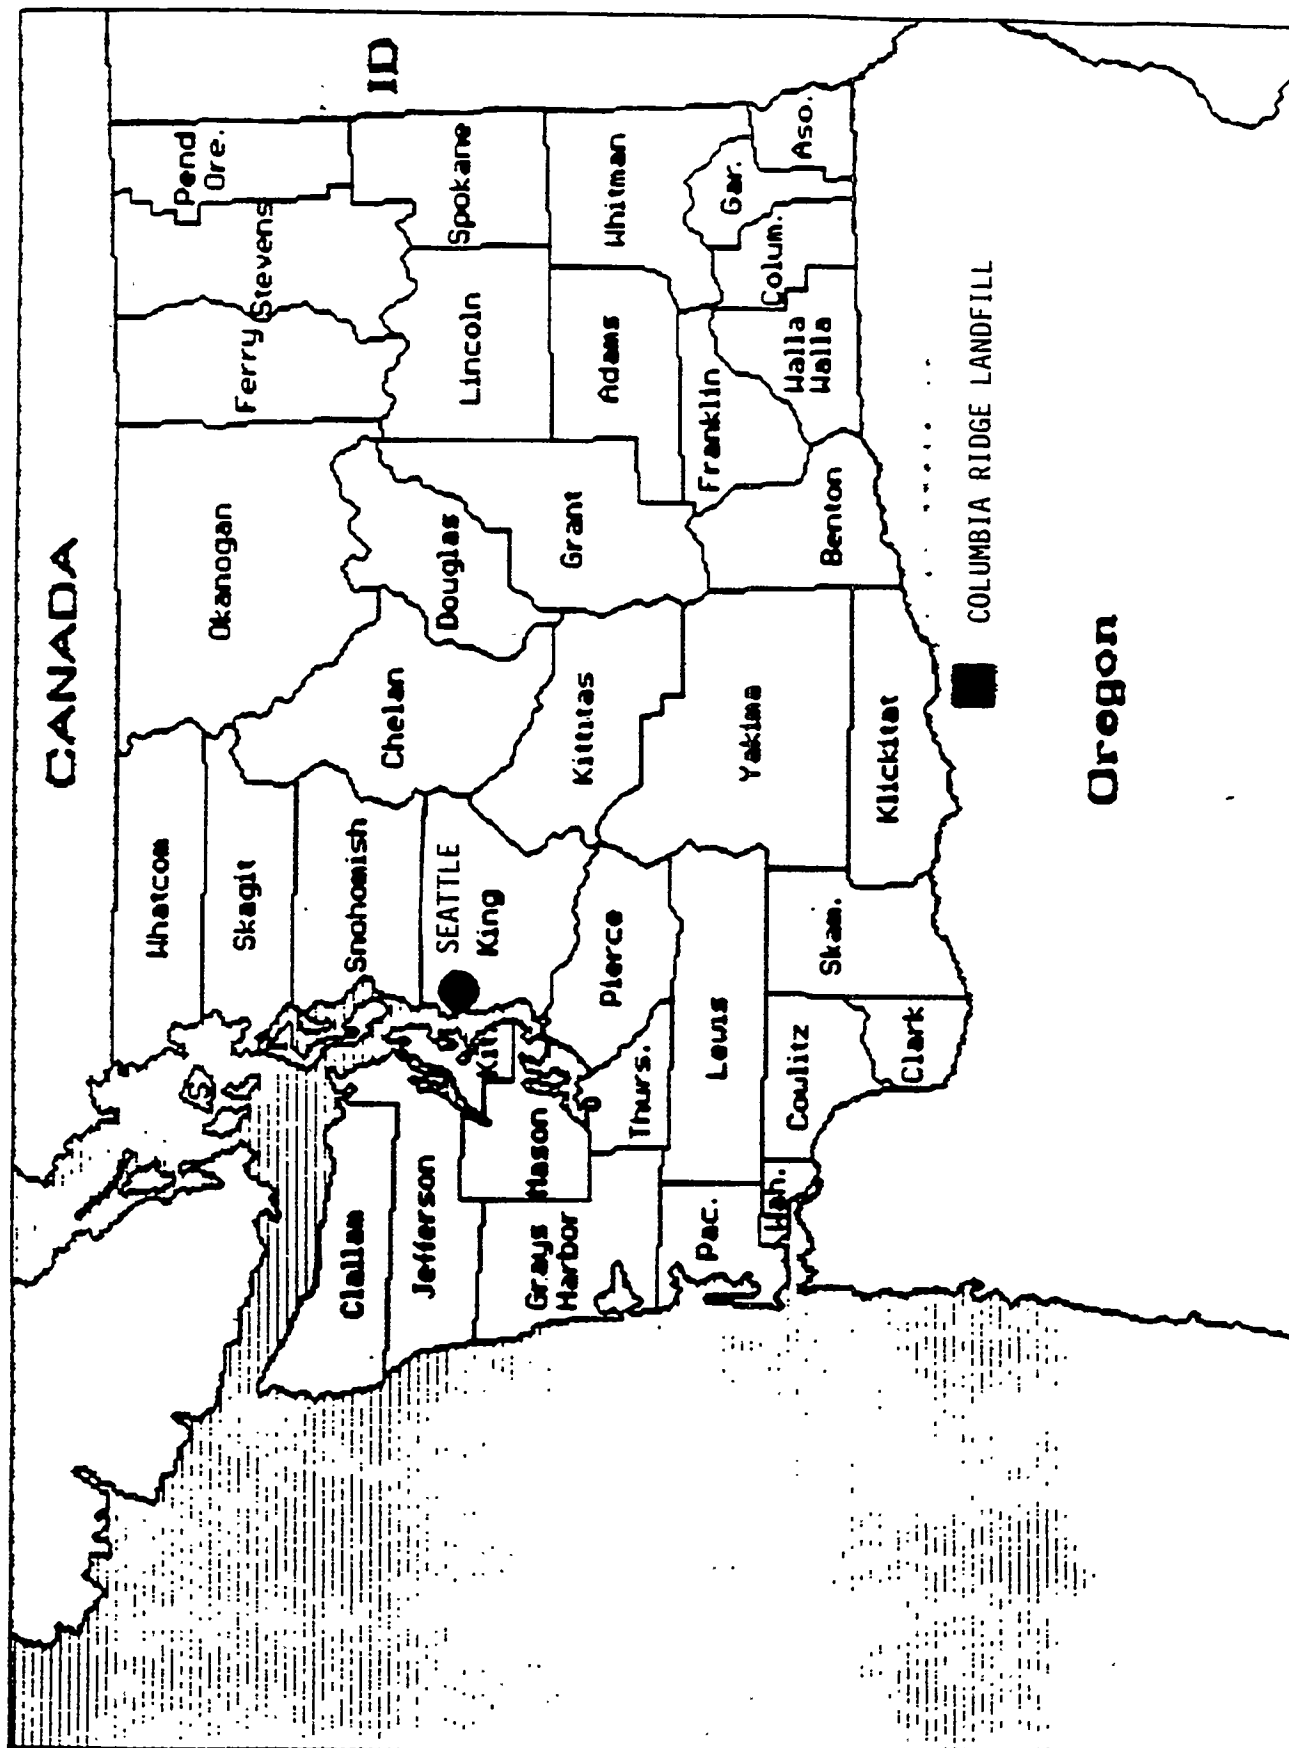 CANADA
ID
Whatcom
Okanogan
Ferry
Stevens
Pend
Ore.
Skagit
Snohomish
Chelan
Douglas
Lincoln
Spokane
Clallam
Jefferson
SEATTLE
King
Kit
Mason
Grays
Harbor
Kittitas
Grant
Adams
Whitman
Pierce
Thurs.
Pac.
Lewis
Yakima
Franklin
Benton
Walla
Walla
Colum.
Gar.
Aso.
Wah.
Cowlitz
Skam.
Clark
Klickitat
COLUMBIA RIDGE LANDFILL
Oregon